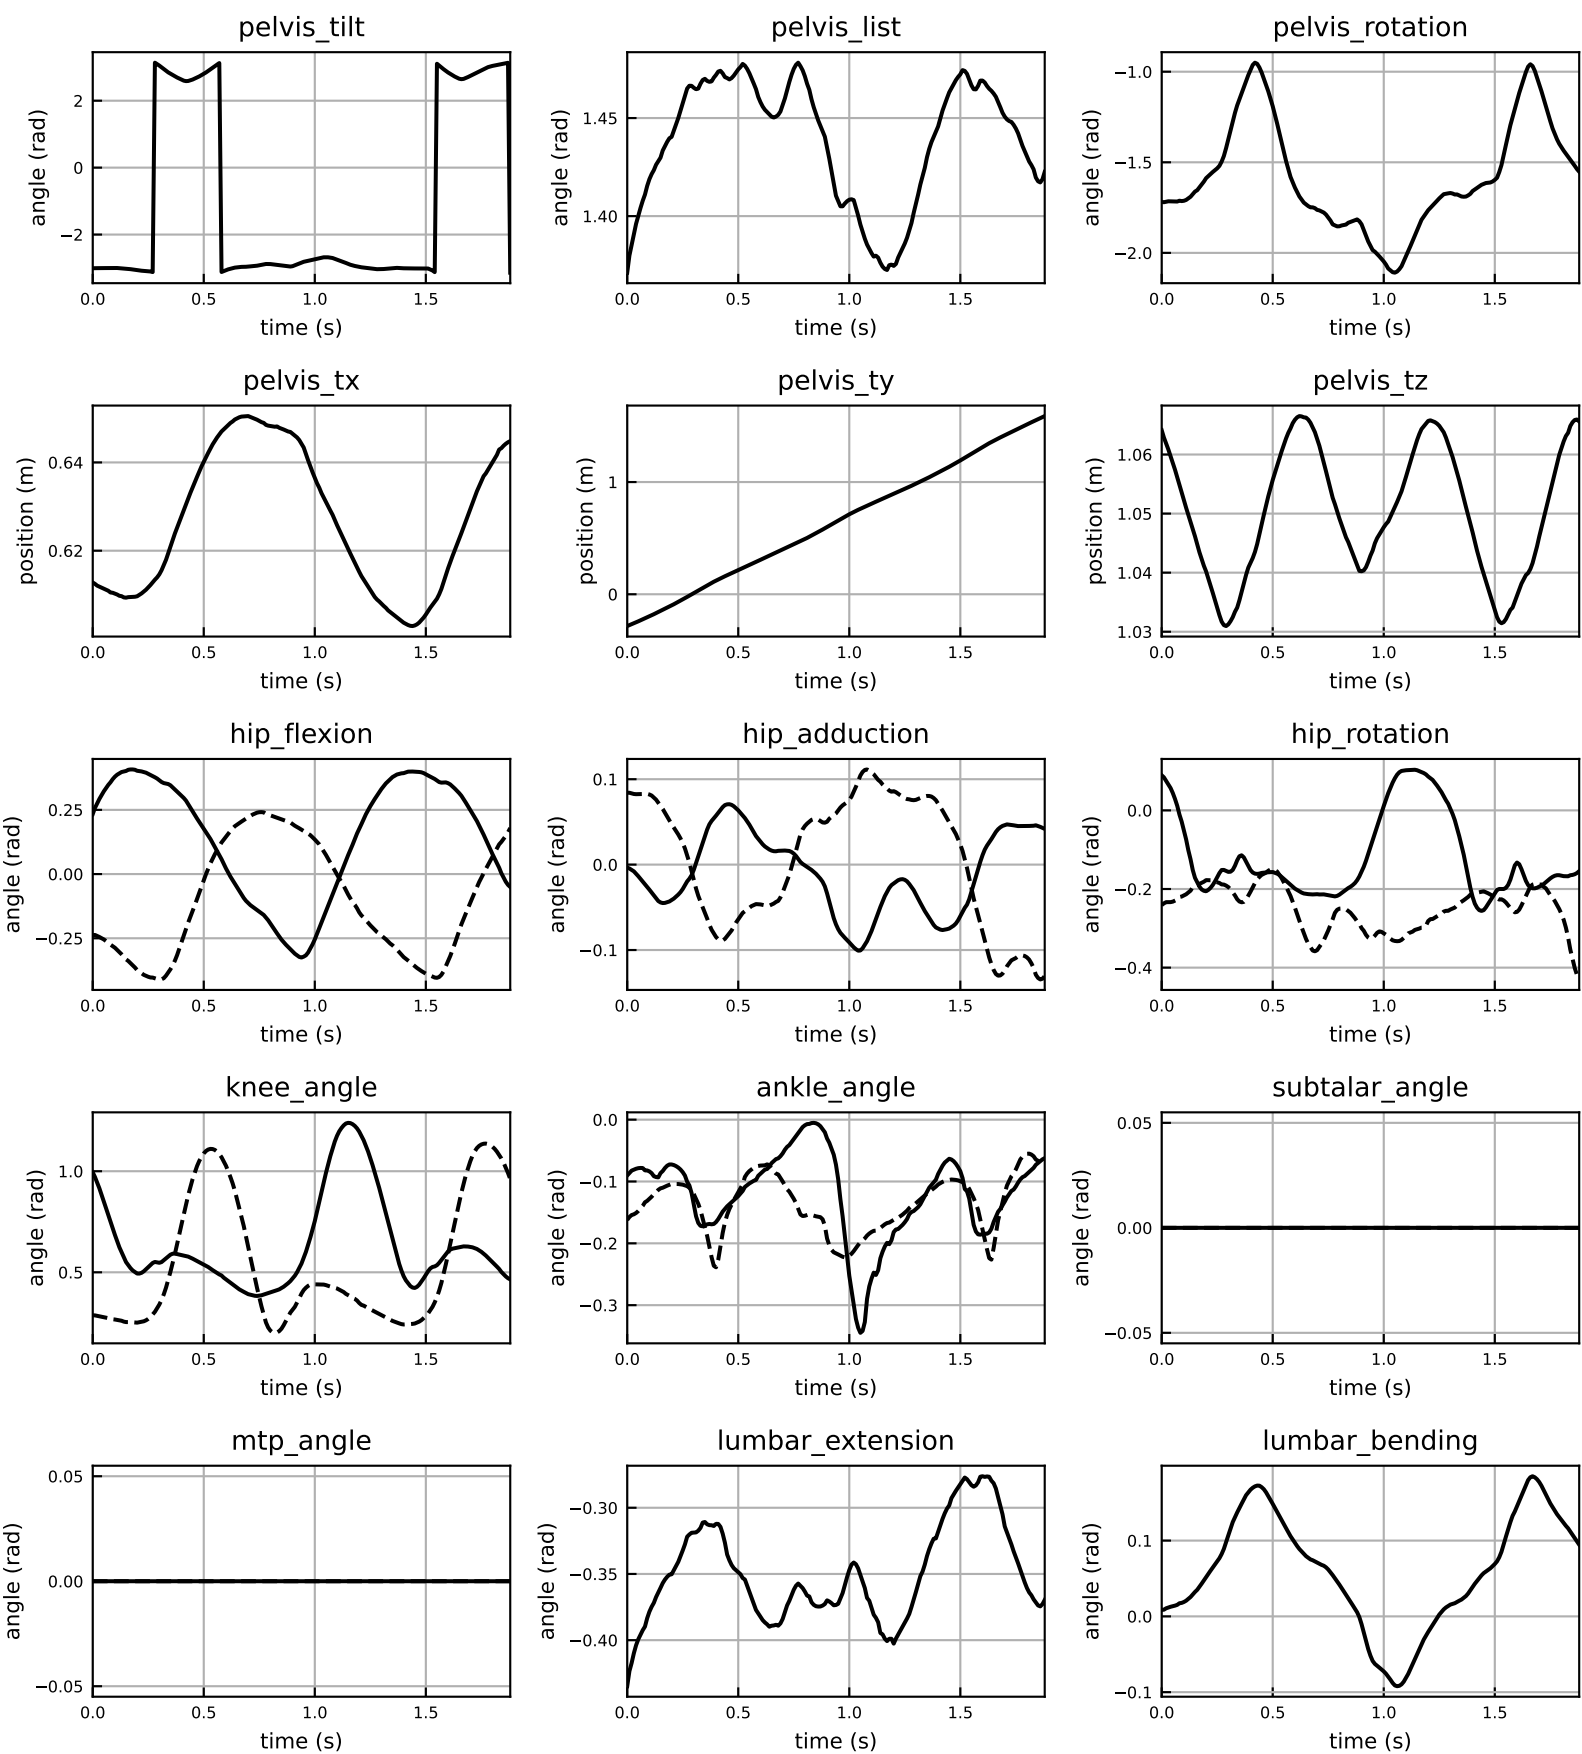 pelvis_tilt
angle (rad)
2
0
−2
0.0 0.5 1.0 1.5
time (s)
pelvis_list
angle (rad)
1.45
1.40
0.0 0.5 1.0 1.5
time (s)
pelvis_rotation
angle (rad)
−1.0
−1.5
−2.0
0.0 0.5 1.0 1.5
time (s)
pelvis_tx
position (m)
0.64
0.62
0.0 0.5 1.0 1.5
time (s)
pelvis_ty
position (m)
1
0
0.0 0.5 1.0 1.5
time (s)
pelvis_tz
position (m)
1.06
1.05
1.04
1.03
0.0 0.5 1.0 1.5
time (s)
hip_flexion
angle (rad)
0.25
0.00
−0.25
0.0 0.5 1.0 1.5
time (s)
hip_adduction
angle (rad)
0.1
0.0
−0.1
0.0 0.5 1.0 1.5
time (s)
hip_rotation
angle (rad)
0.0
−0.2
−0.4
0.0 0.5 1.0 1.5
time (s)
knee_angle
angle (rad)
1.0
0.5
0.0 0.5 1.0 1.5
time (s)
ankle_angle
angle (rad)
0.0
−0.1
−0.2
−0.3
0.0 0.5 1.0 1.5
time (s)
subtalar_angle
angle (rad)
0.05
0.00
−0.05
0.0 0.5 1.0 1.5
time (s)
mtp_angle
angle (rad)
0.05
0.00
−0.05
0.0 0.5 1.0 1.5
time (s)
lumbar_extension
angle (rad)
−0.30
−0.35
−0.40
0.0 0.5 1.0 1.5
time (s)
lumbar_bending
angle (rad)
0.1
0.0
−0.1
0.0 0.5 1.0 1.5
time (s)